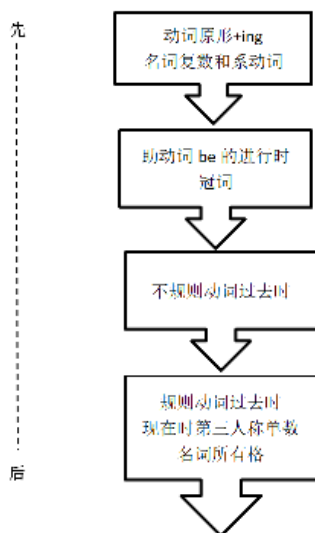 先
动词原形+ing
名词复数和系动词
助动词 be 的进行时
冠词
不规则动词过去时
规则动词过去时
现在时第三人称单数
名词所有格
后